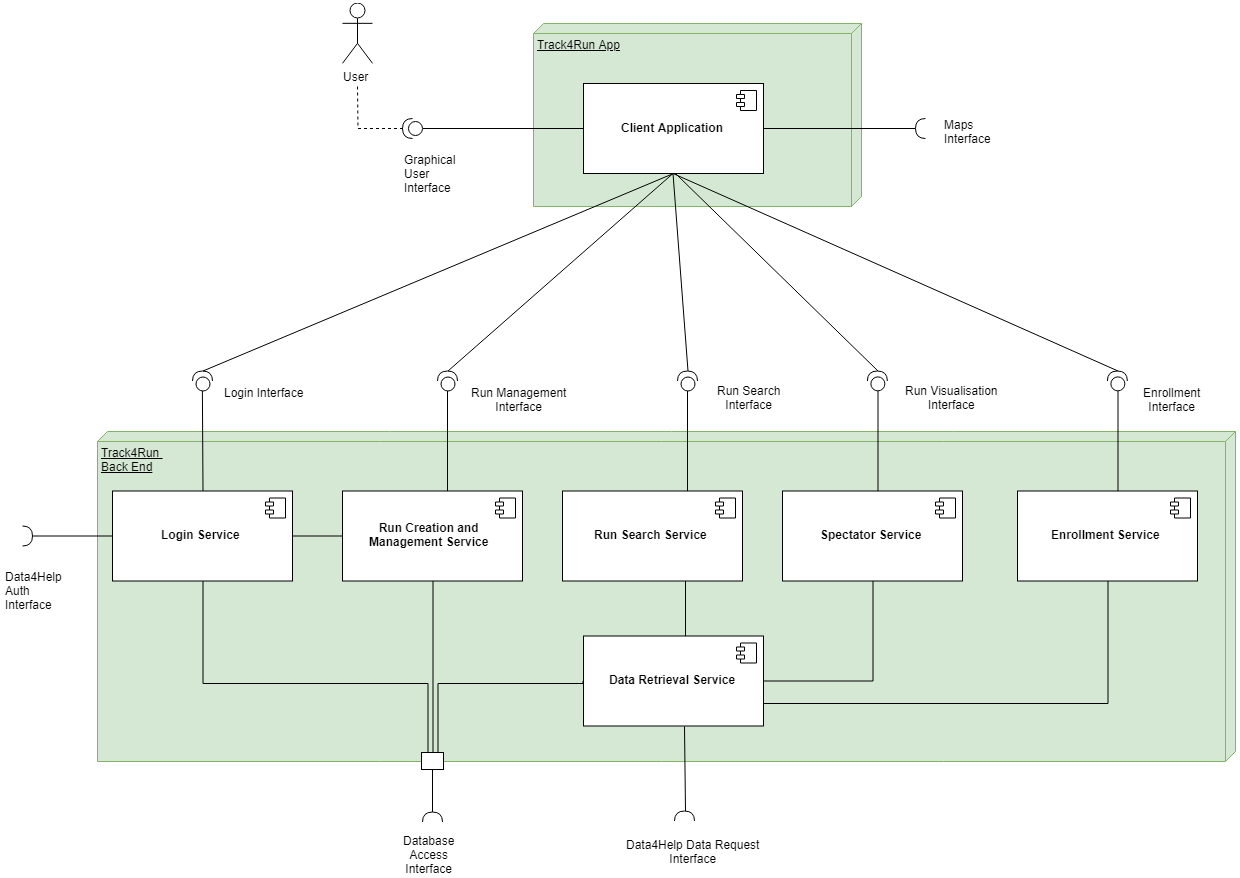 User
Track4Run App
Client Application
Graphical
User
Interface
Maps
Interface
Login Interface
Run Management
Interface
Run Search
Interface
Run Visualisation
Interface
Enrollment
Interface
Track4Run
Back End
Login Service
Run Creation and
Management Service
Run Search Service
Spectator Service
Enrollment Service
Data4Help
Auth
Interface
Data Retrieval Service
Database
Access
Interface
Data4Help Data Request
Interface